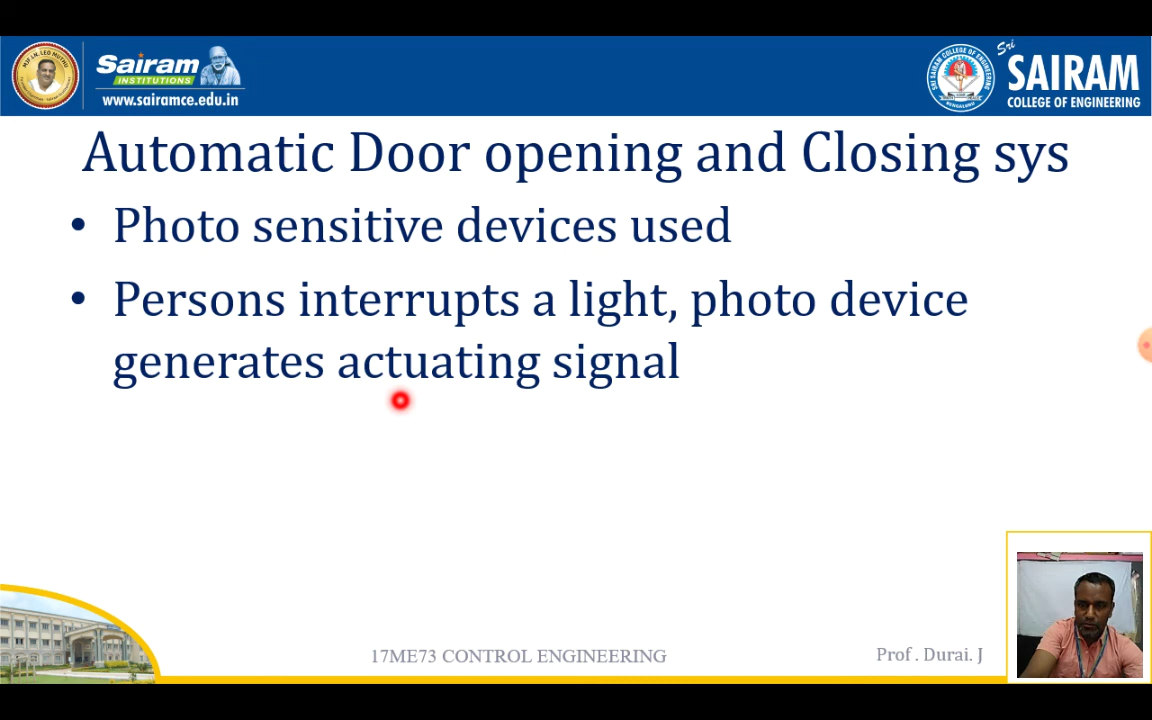 Sairam
INSTITUTIONS
www.sairamce.edu.in
Sri
SAIRAM
COLLEGE OF ENGINEERING
Automatic Door opening and Closing sys
• Photo sensitive devices used
• Persons interrupts a light, photo device
generates actuating signal
17ME73 CONTROL ENGINEERING
Prof . Durai. J